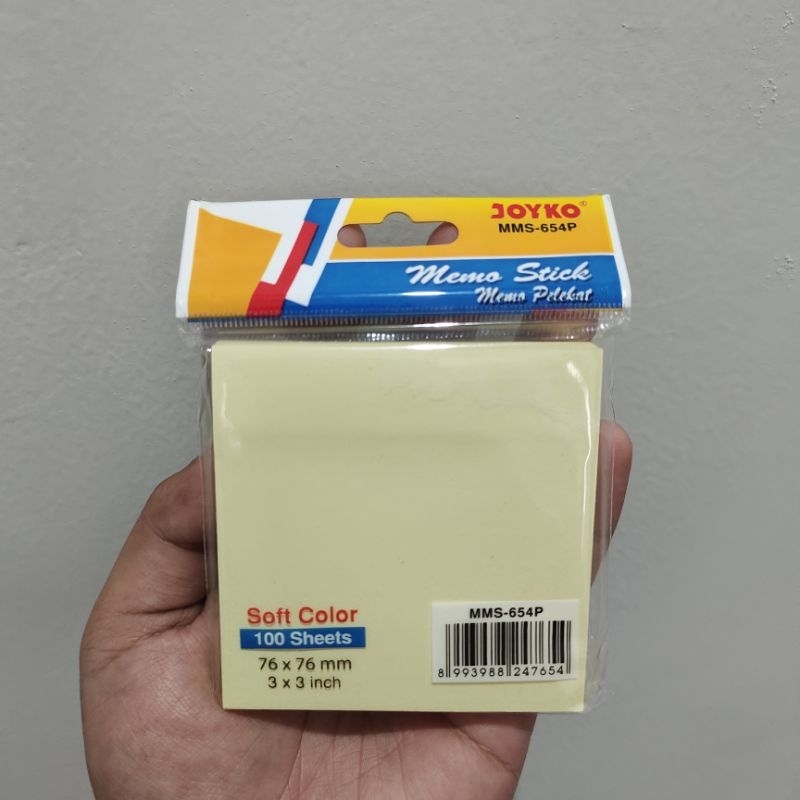 JOYKO®
MMS-654P
Memo Stick
Memo Pelekat
Soft Color
100 Sheets
76 x 76 mm
3 x 3 inch
MMS-654P
8 993988 247654